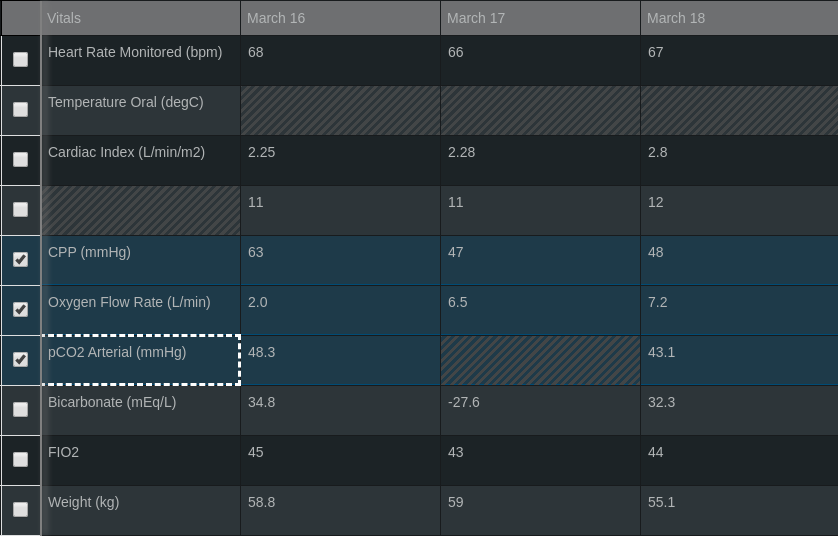 Vitals March 16 March 17 March 18
Heart Rate Monitored (bpm) 68 66 67
Temperature Oral (degC)
Cardiac Index (L/min/m2) 2.25 2.28 2.8
11 11 12
CPP (mmHg) 63 47 48
Oxygen Flow Rate (L/min) 2.0 6.5 7.2
pCO2 Arterial (mmHg) 48.3 43.1
Bicarbonate (mEq/L) 34.8 -27.6 32.3
FIO2 45 43 44
Weight (kg) 58.8 59 55.1